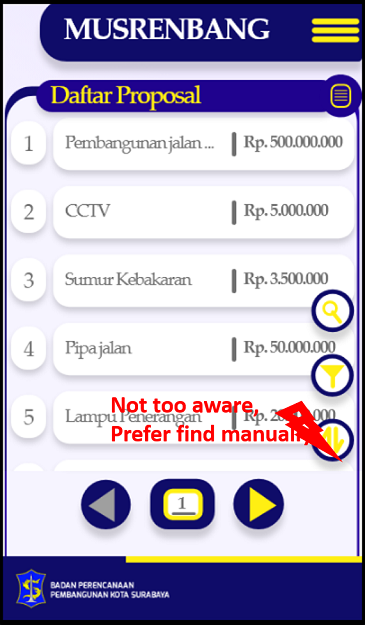 MUSRENBANG
Daftar Proposal
1 Pembangunan jalan ... Rp. 500.000.000
2 CCTV Rp. 5.000.000
3 Sumur Kebakaran Rp. 3.500.000
4 Pipa jalan Rp. 50.000.000
5 Lampu Penerangan Rp.
Not too aware,
Prefer find manually
1
BADAN PERENCANAAN
PEMBANGUNAN KOTA SURABAYA